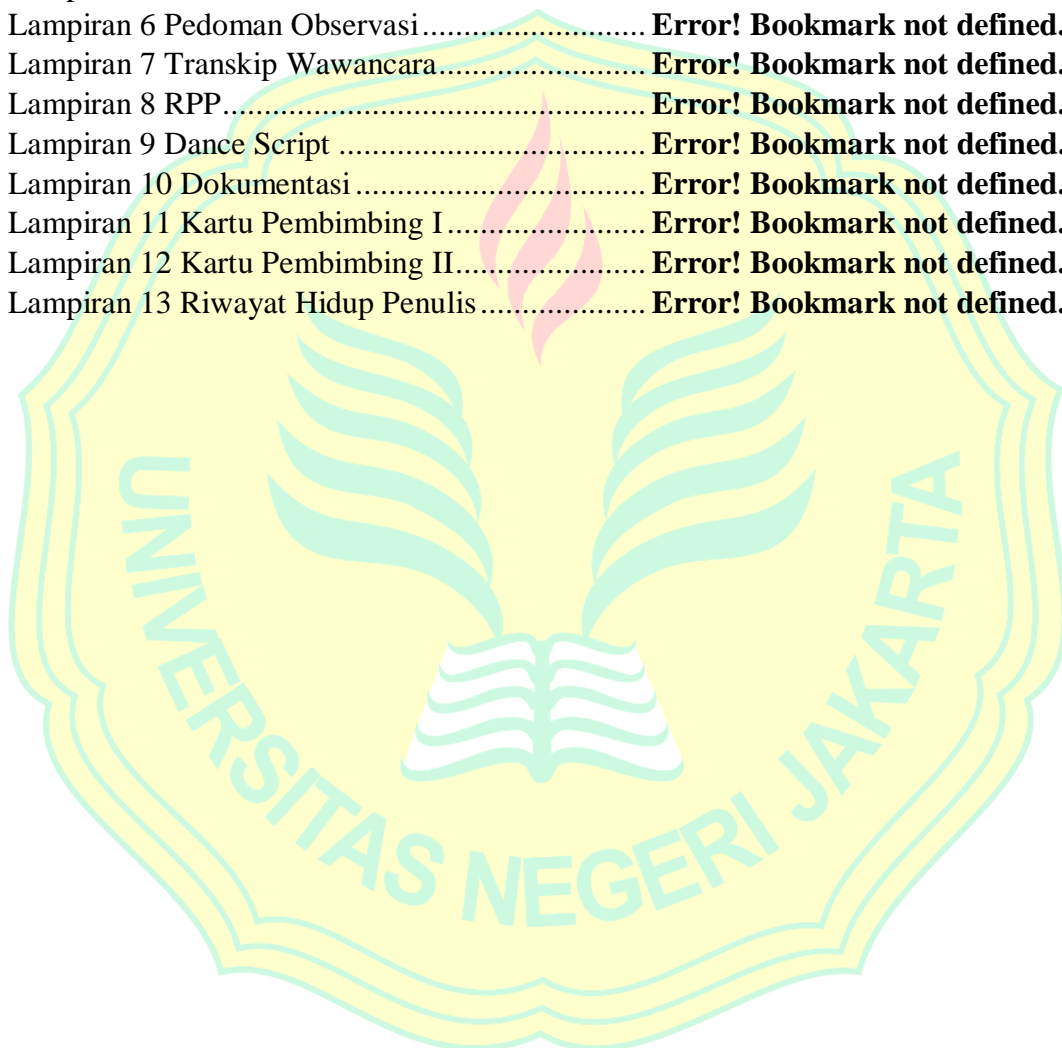 Lampiran 6 Pedoman Observasi......................... Error! Bookmark not defined.
Lampiran 7 Transkip Wawancara....................... Error! Bookmark not defined.
Lampiran 8 RPP............................................... Error! Bookmark not defined.
Lampiran 9 Dance Script .................................. Error! Bookmark not defined.
Lampiran 10 Dokumentasi ................................ Error! Bookmark not defined.
Lampiran 11 Kartu Pembimbing I...................... Error! Bookmark not defined.
Lampiran 12 Kartu Pembimbing II..................... Error! Bookmark not defined.
Lampiran 13 Riwayat Hidup Penulis................... Error! Bookmark not defined.
UNIVERSITAS NEGERI JAKARTA